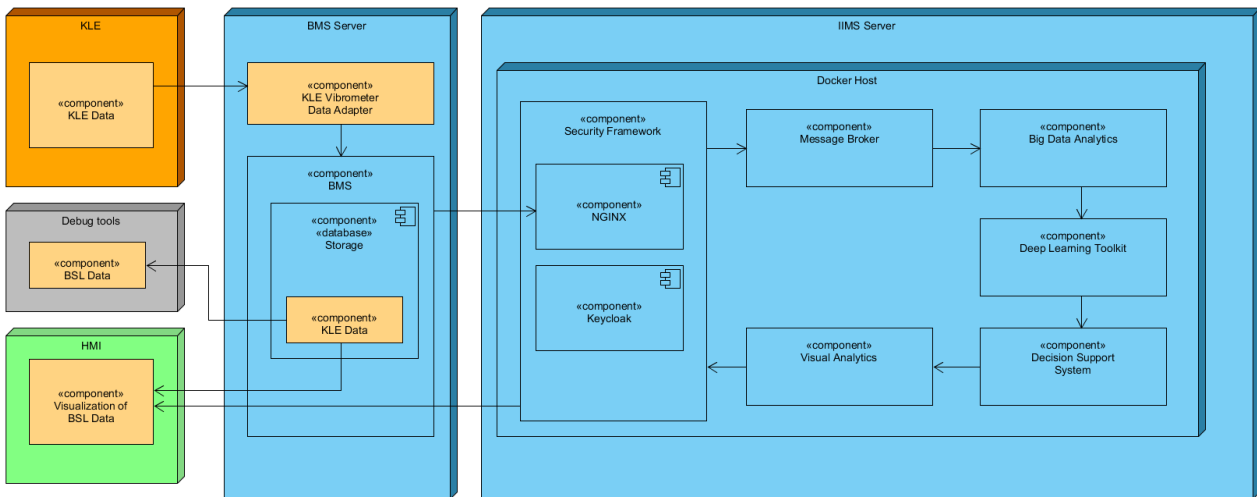 KLE
«component»
KLE Data
Debug tools
«component»
BSL Data
HMI
«component»
Visualization of
BSL Data
BMS Server
«component»
KLE Vibrometer
Data Adapter
«component»
BMS
«component»
«database»
Storage
«component»
KLE Data
IIMS Server
Docker Host
«component»
Security Framework
«component»
NGINX
«component»
Keycloak
«component»
Message Broker
«component»
Big Data Analytics
«component»
Deep Learning Toolkit
«component»
Visual Analytics
«component»
Decision Support
System